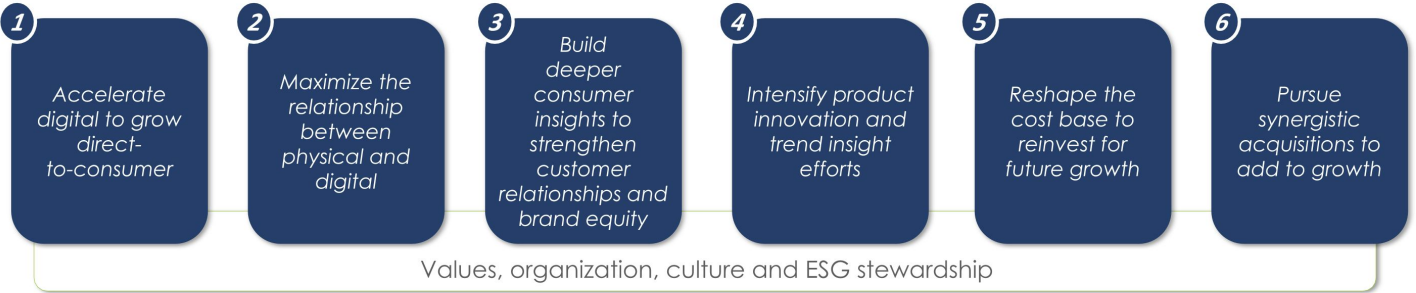 1
Accelerate
digital to grow
direct-
to-consumer
2
Maximize the
relationship
between
physical and
digital
3
Build
deeper
consumer
insights to
strengthen
customer
relationships and
brand equity
4
Intensify product
innovation and
trend insight
efforts
5
Reshape the
cost base to
reinvest for
future growth
6
Pursue
synergistic
acquisitions to
add to growth
Values, organization, culture and ESG stewardship